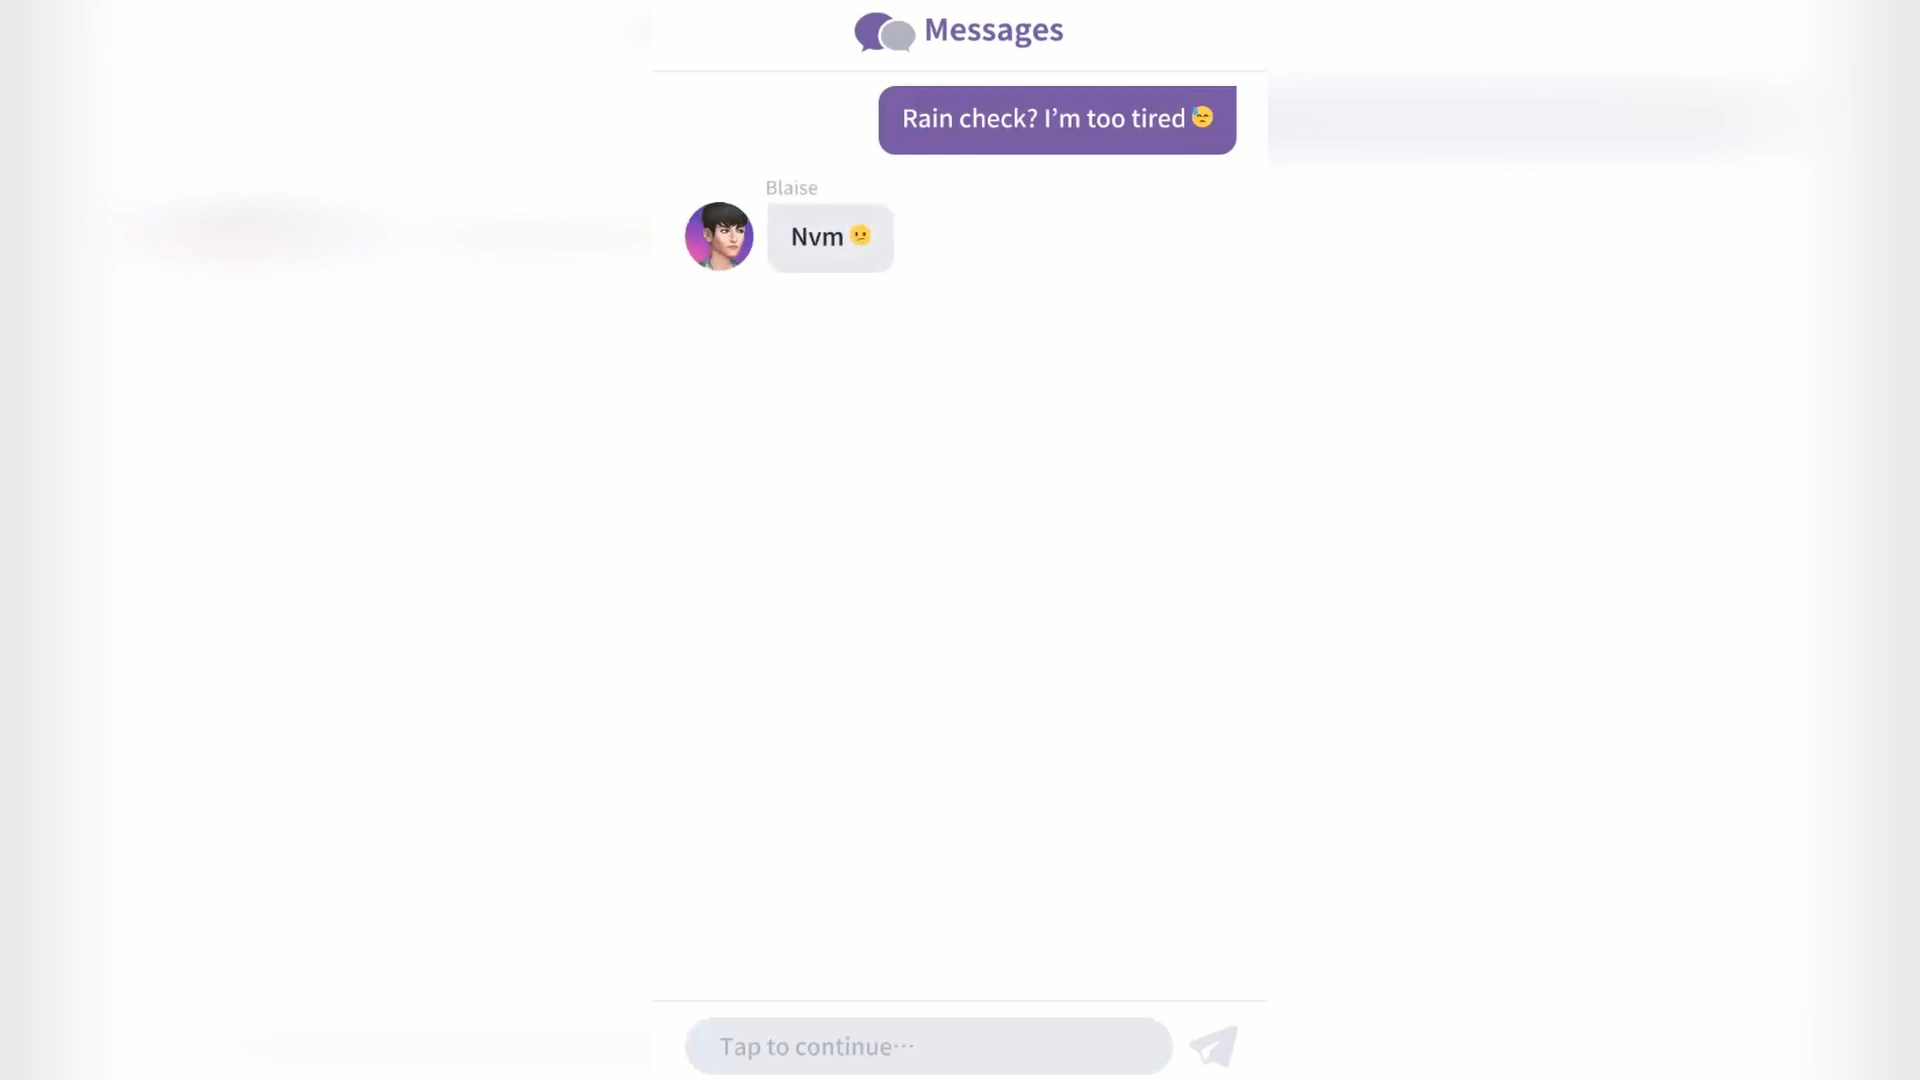 Messages
Rain check? I’m too tired 😓
Blaise
Nvm 😕
Tap to continue···